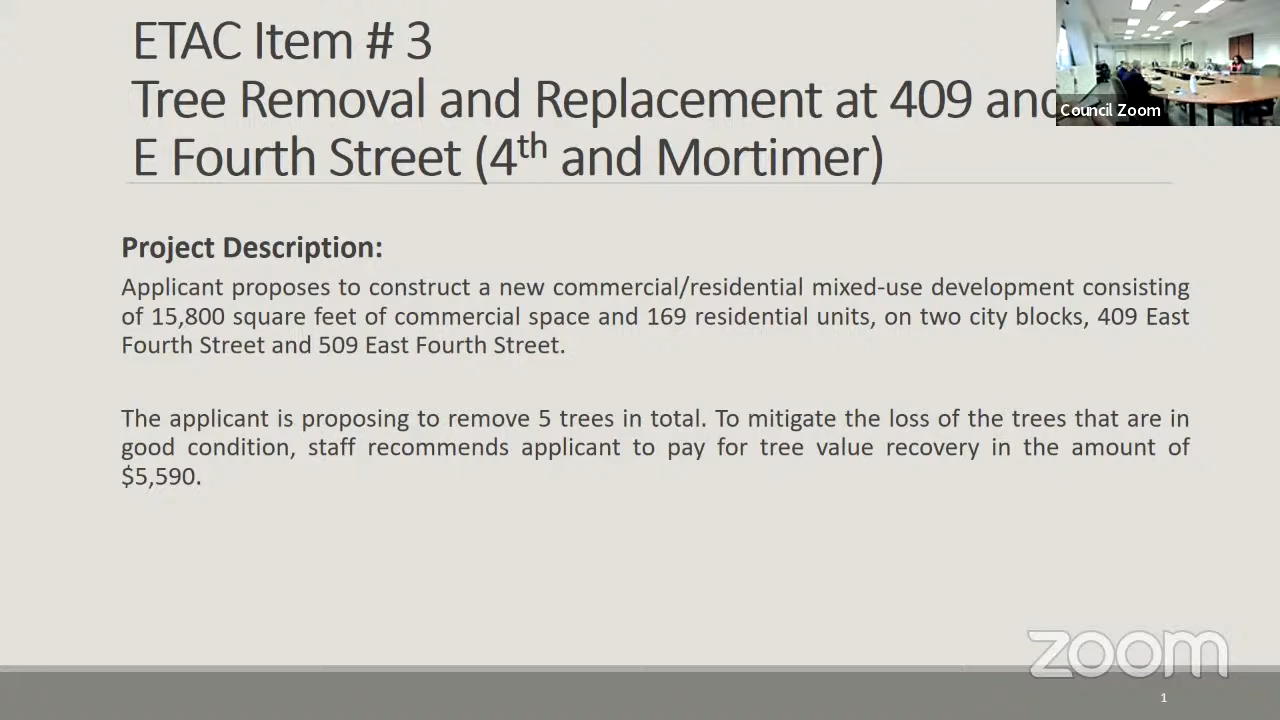 ETAC Item # 3
Tree Removal and Replacement at 409 and
E Fourth Street (4th and Mortimer)
Council Zoom
Project Description:
Applicant proposes to construct a new commercial/residential mixed-use development consisting
of 15,800 square feet of commercial space and 169 residential units, on two city blocks, 409 East
Fourth Street and 509 East Fourth Street.
The applicant is proposing to remove 5 trees in total. To mitigate the loss of the trees that are in
good condition, staff recommends applicant to pay for tree value recovery in the amount of
$5,590.
zoom
1